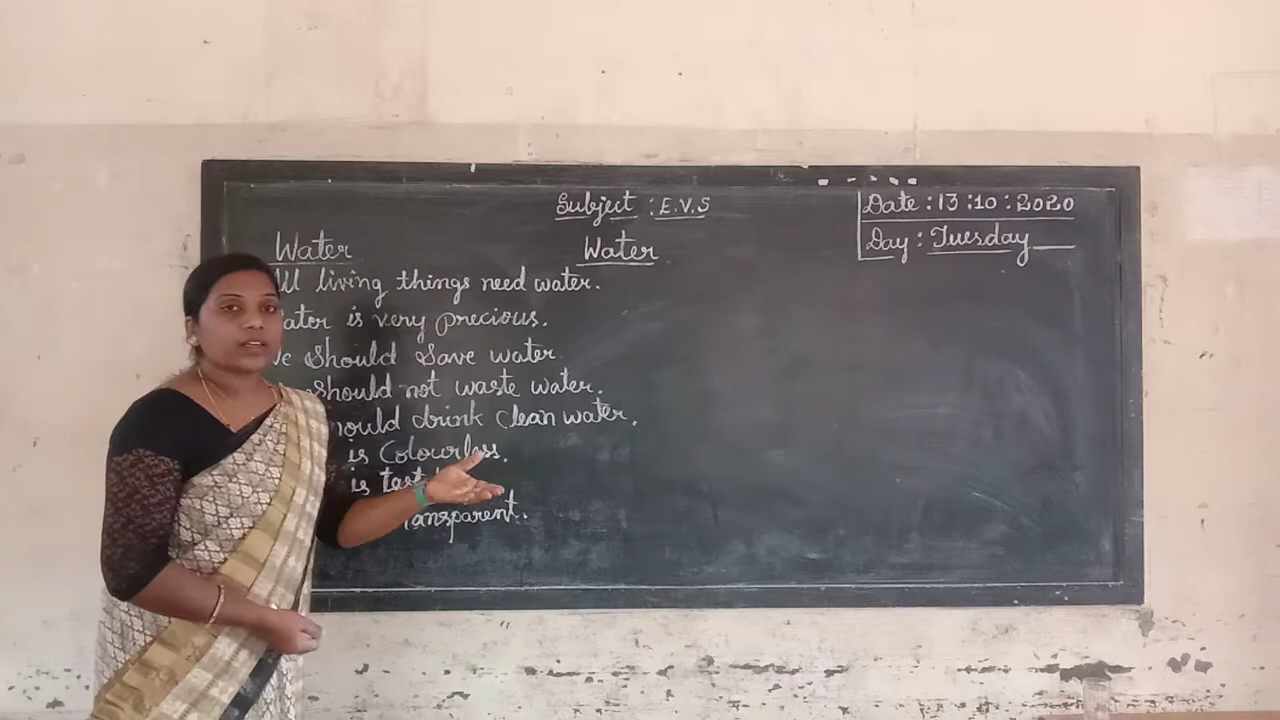 Subject : E.V.S
Date : 13 : 10 : 2020
Day : Tuesday
Water
Water
All living things need water.
Water is very precious.
We should save water.
should not waste water.
should drink clean water.
is Colourless.
is
transparent.